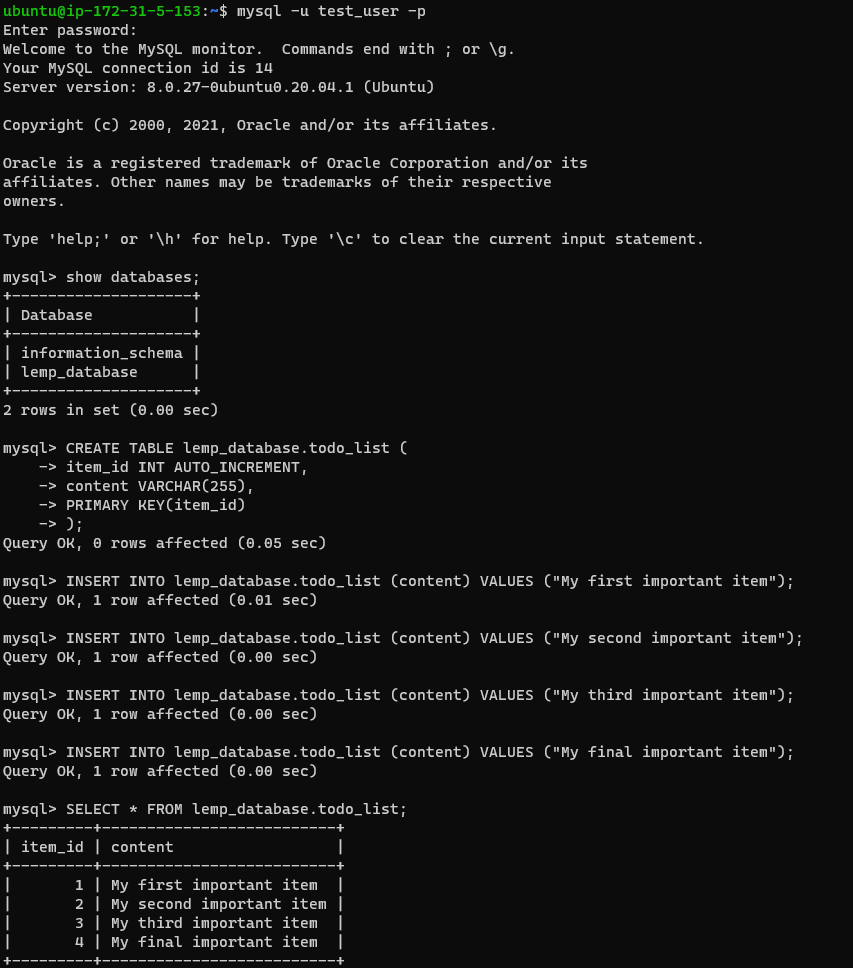 ubuntu@ip-172-31-5-153:~$ mysql -u test_user -p
Enter password:
Welcome to the MySQL monitor.  Commands end with ; or \g.
Your MySQL connection id is 14
Server version: 8.0.27-0ubuntu0.20.04.1 (Ubuntu)

Copyright (c) 2000, 2021, Oracle and/or its affiliates.

Oracle is a registered trademark of Oracle Corporation and/or its
affiliates. Other names may be trademarks of their respective
owners.

Type 'help;' or '\h' for help. Type '\c' to clear the current input statement.

mysql> show databases;
+--------------------+
| Database           |
+--------------------+
| information_schema |
| lemp_database      |
+--------------------+
2 rows in set (0.00 sec)

mysql> CREATE TABLE lemp_database.todo_list (
    -> item_id INT AUTO_INCREMENT,
    -> content VARCHAR(255),
    -> PRIMARY KEY(item_id)
    -> );
Query OK, 0 rows affected (0.05 sec)

mysql> INSERT INTO lemp_database.todo_list (content) VALUES ("My first important item");
Query OK, 1 row affected (0.01 sec)

mysql> INSERT INTO lemp_database.todo_list (content) VALUES ("My second important item");
Query OK, 1 row affected (0.00 sec)

mysql> INSERT INTO lemp_database.todo_list (content) VALUES ("My third important item");
Query OK, 1 row affected (0.00 sec)

mysql> INSERT INTO lemp_database.todo_list (content) VALUES ("My final important item");
Query OK, 1 row affected (0.00 sec)

mysql> SELECT * FROM lemp_database.todo_list;
+---------+--------------------------+
| item_id | content                  |
+---------+--------------------------+
|       1 | My first important item  |
|       2 | My second important item |
|       3 | My third important item  |
|       4 | My final important item  |
+---------+--------------------------+